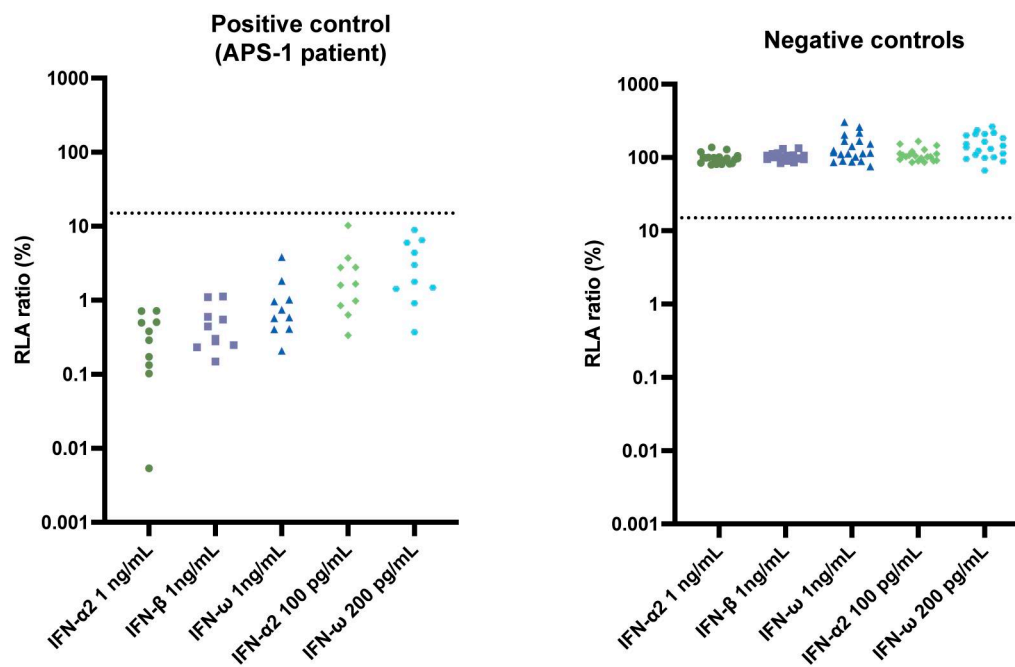 Positive control
(APS-1 patient)
RLA ratio (%)
1000
100
10
1
0.1
0.01
0.001
IFN-α2 1 ng/mL
IFN-β 1ng/mL
IFN-ω 1ng/mL
IFN-α2 100 pg/mL
IFN-ω 200 pg/mL
Negative controls
RLA ratio (%)
1000
100
10
1
0.1
0.01
0.001
IFN-α2 1 ng/mL
IFN-β 1ng/mL
IFN-ω 1ng/mL
IFN-α2 100 pg/mL
IFN-ω 200 pg/mL